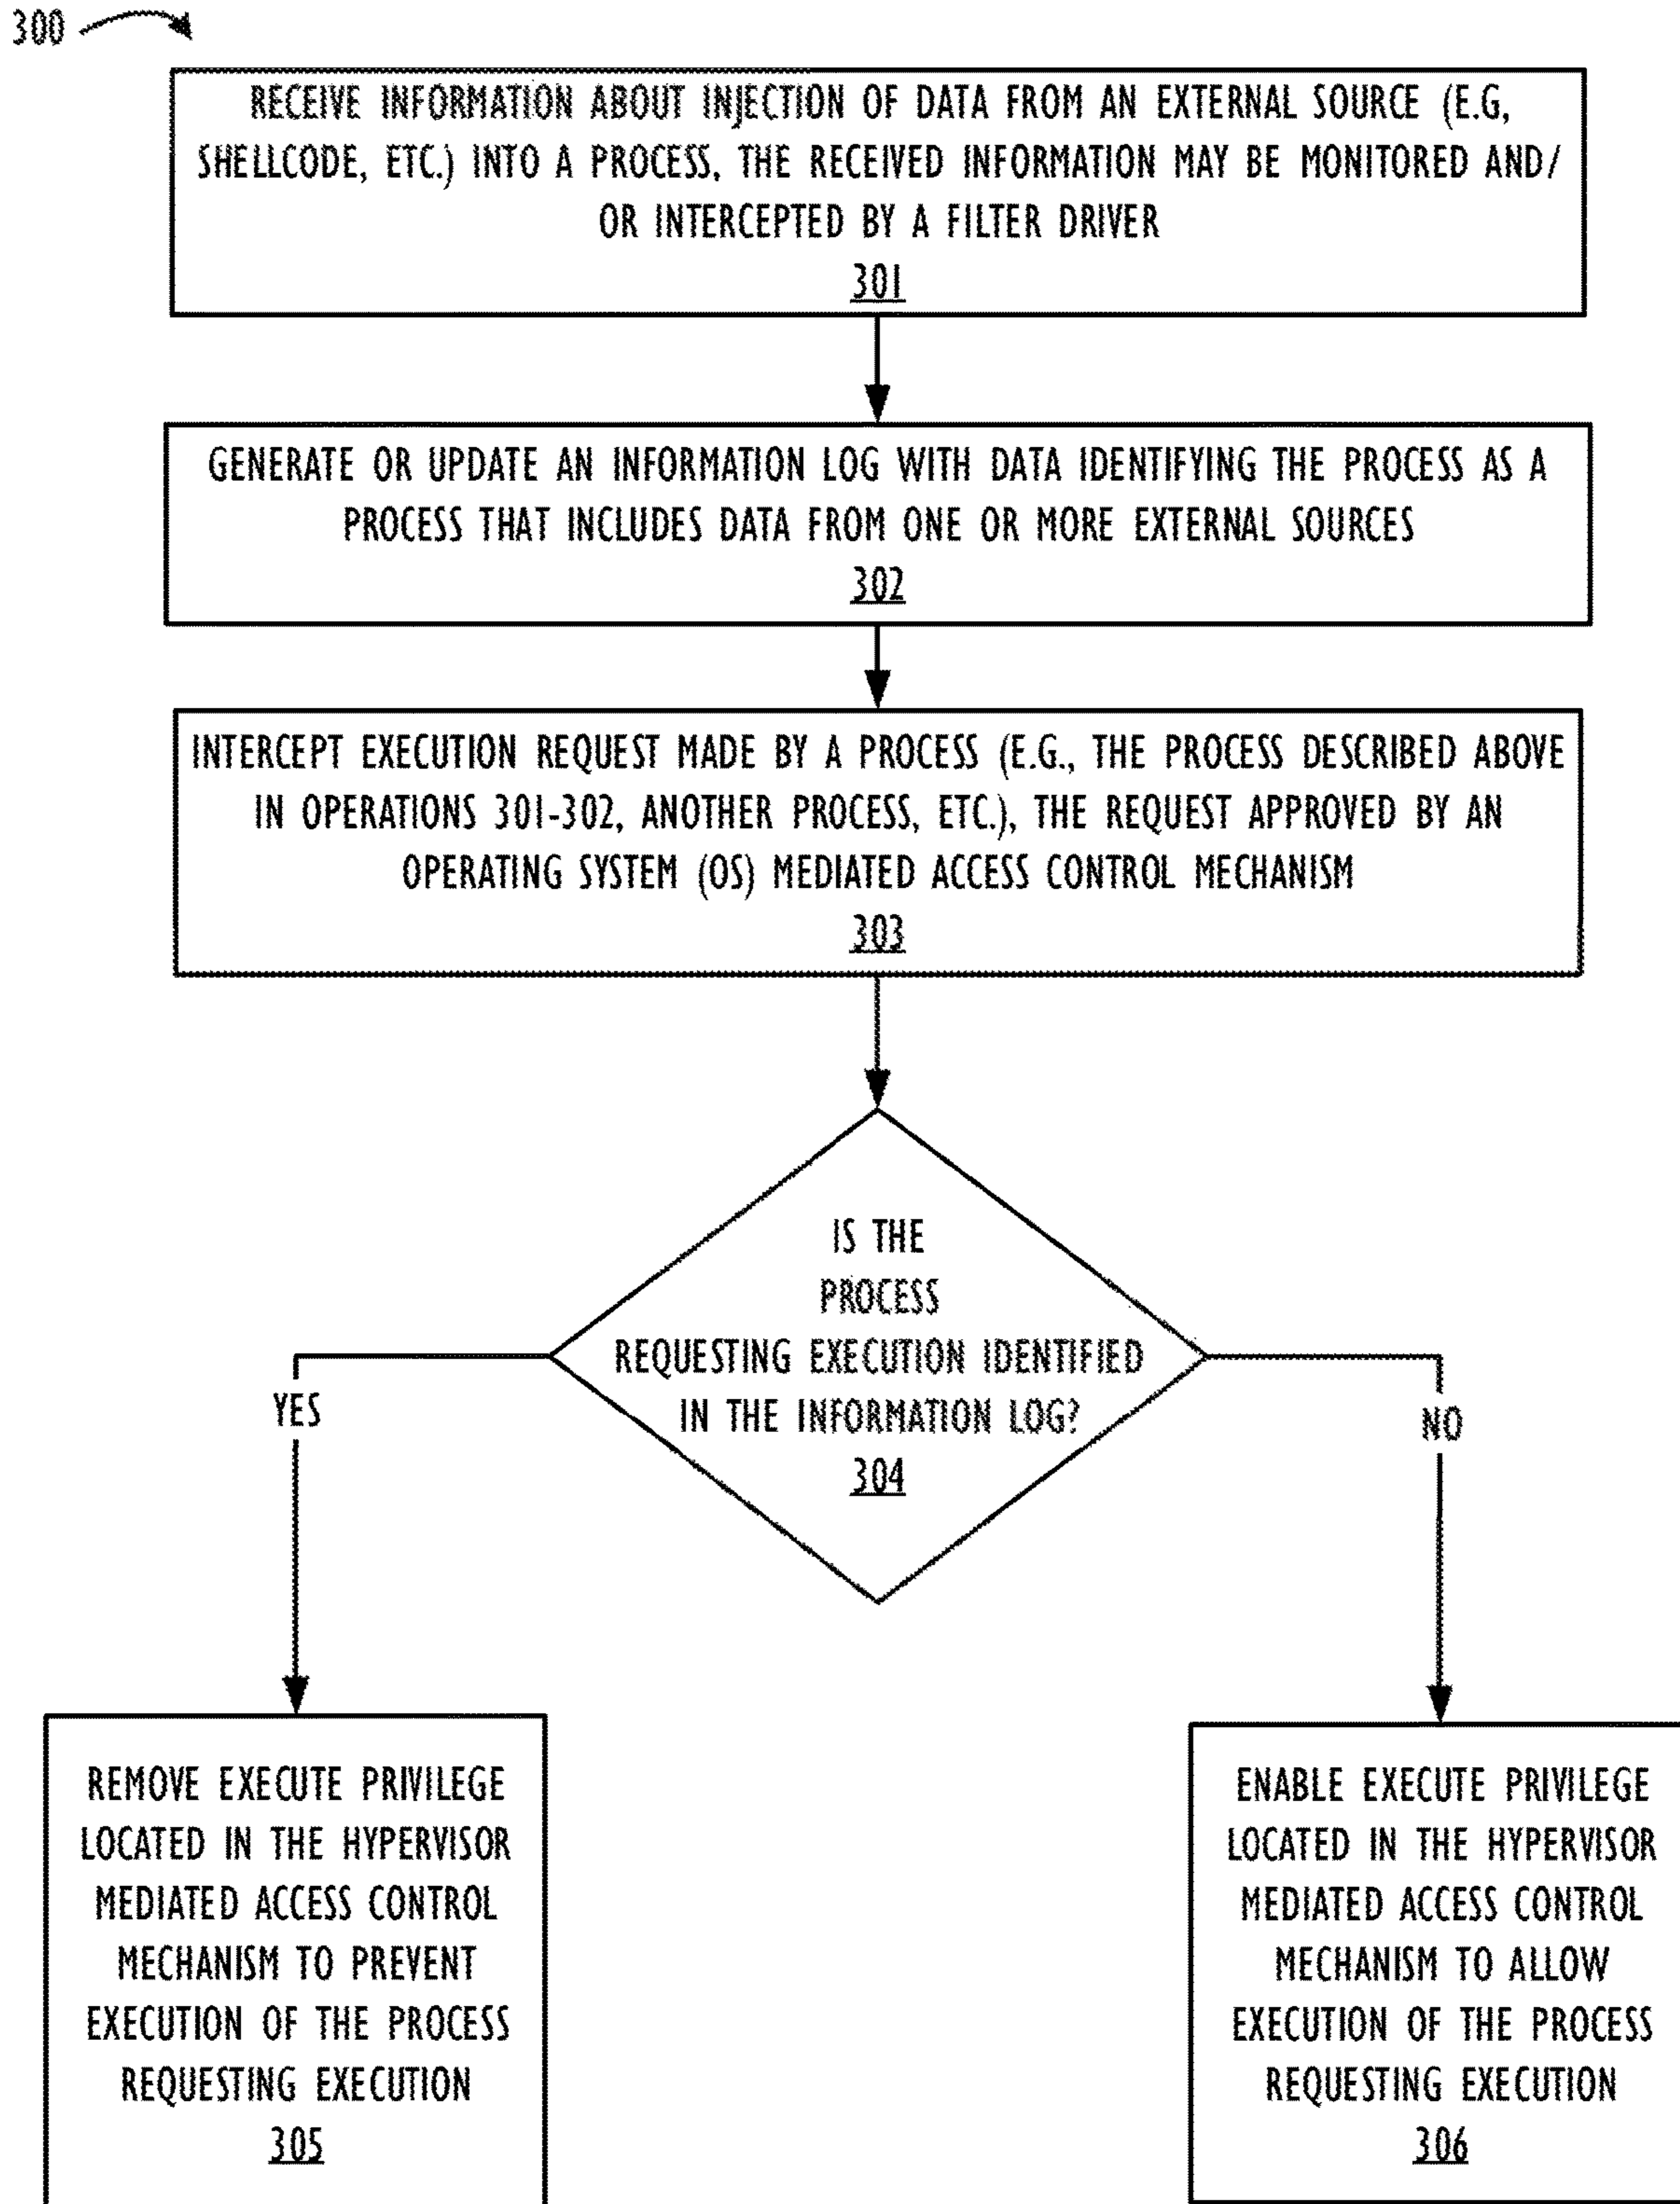 300
RECEIVE INFORMATION ABOUT INJECTION OF DATA FROM AN EXTERNAL SOURCE (E.G,
SHELLCODE, ETC.) INTO A PROCESS, THE RECEIVED INFORMATION MAY BE MONITORED AND/
OR INTERCEPTED BY A FILTER DRIVER
301
GENERATE OR UPDATE AN INFORMATION LOG WITH DATA IDENTIFYING THE PROCESS AS A
PROCESS THAT INCLUDES DATA FROM ONE OR MORE EXTERNAL SOURCES
302
INTERCEPT EXECUTION REQUEST MADE BY A PROCESS (E.G., THE PROCESS DESCRIBED ABOVE
IN OPERATIONS 301-302, ANOTHER PROCESS, ETC.), THE REQUEST APPROVED BY AN
OPERATING SYSTEM (OS) MEDIATED ACCESS CONTROL MECHANISM
303
IS THE
PROCESS
REQUESTING EXECUTION IDENTIFIED
IN THE INFORMATION LOG?
304
YES
NO
REMOVE EXECUTE PRIVILEGE
LOCATED IN THE HYPERVISOR
MEDIATED ACCESS CONTROL
MECHANISM TO PREVENT
EXECUTION OF THE PROCESS
REQUESTING EXECUTION
305
ENABLE EXECUTE PRIVILEGE
LOCATED IN THE HYPERVISOR
MEDIATED ACCESS CONTROL
MECHANISM TO ALLOW
EXECUTION OF THE PROCESS
REQUESTING EXECUTION
306